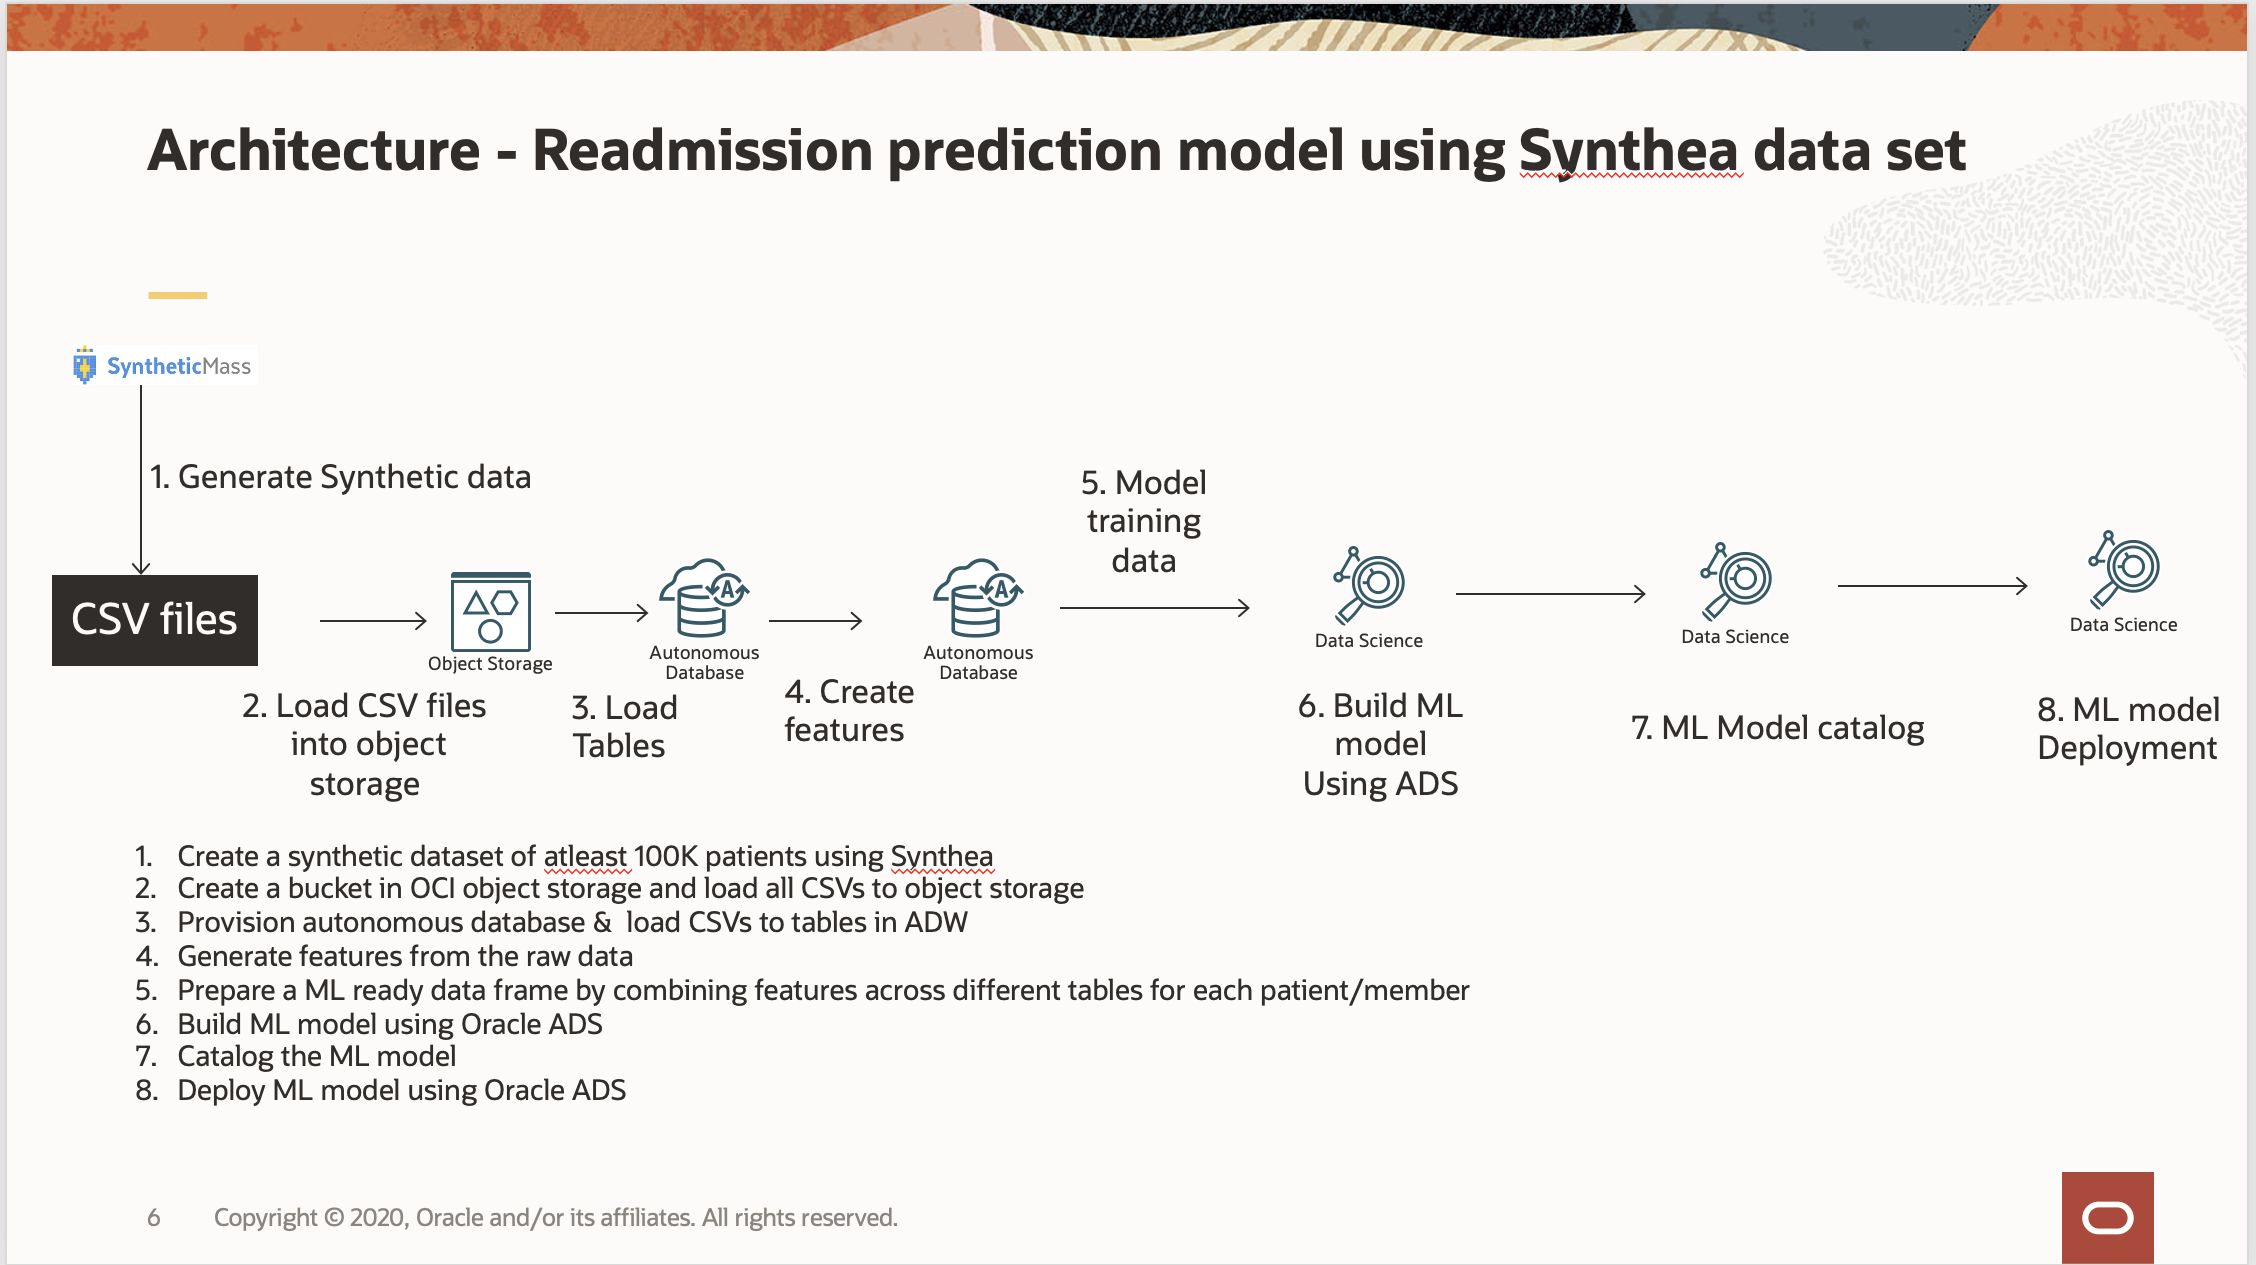 Architecture - Readmission prediction model using Synthea data set
SyntheticMass
1. Generate Synthetic data
5. Model
training
data
CSV files
Object Storage
Autonomous
Database
Autonomous
Database
Data Science
Data Science
Data Science
2. Load CSV files
into object
storage
3. Load
Tables
4. Create
features
6. Build ML
model
Using ADS
7. ML Model catalog
8. ML model
Deployment
1. Create a synthetic dataset of atleast 100K patients using Synthea
2. Create a bucket in OCI object storage and load all CSVs to object storage
3. Provision autonomous database &  load CSVs to tables in ADW
4. Generate features from the raw data
5. Prepare a ML ready data frame by combining features across different tables for each patient/member
6. Build ML model using Oracle ADS
7. Catalog the ML model
8. Deploy ML model using Oracle ADS
6 Copyright © 2020, Oracle and/or its affiliates. All rights reserved.